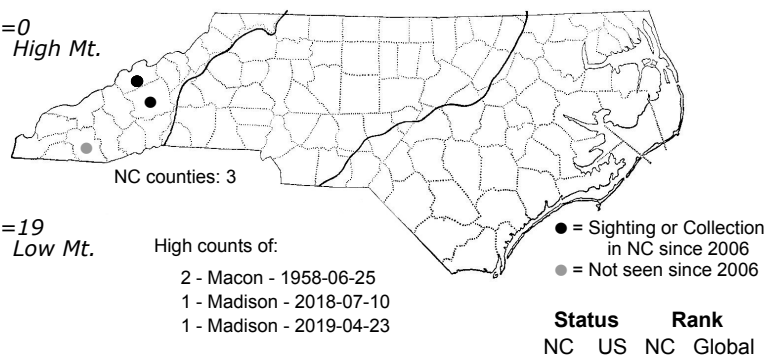 =0
High Mt.
NC counties: 3
=19
Low Mt.
High counts of:
2 - Macon - 1958-06-25
1 - Madison - 2018-07-10
1 - Madison - 2019-04-23
● = Sighting or Collection
in NC since 2006
● = Not seen since 2006
Status Rank
NC US NC Global